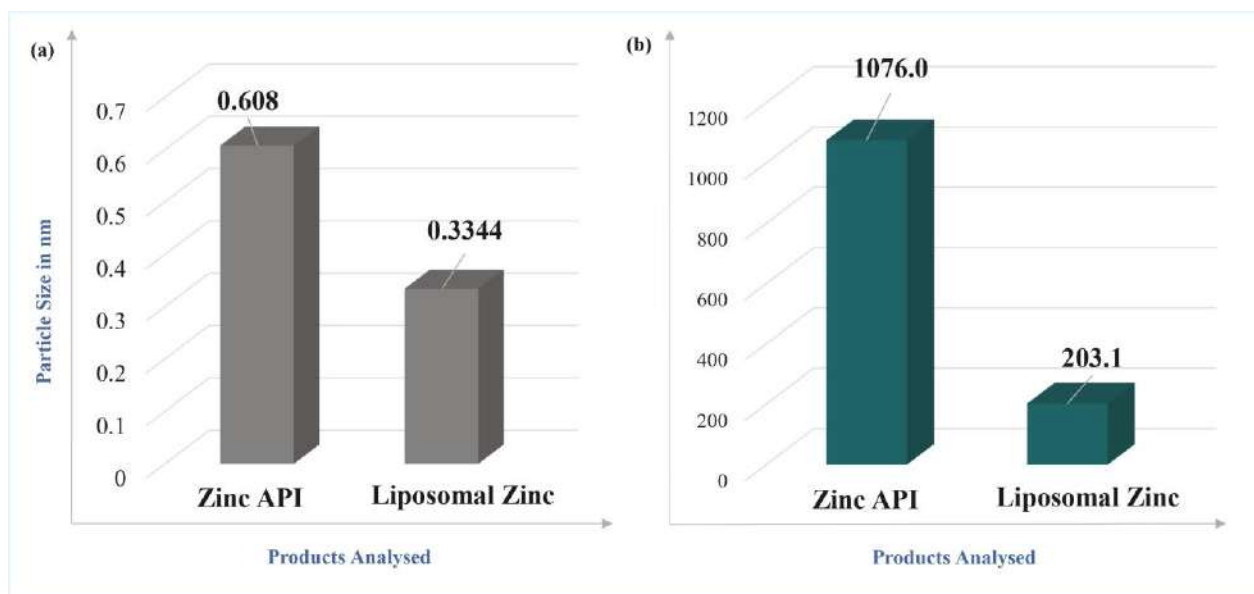 (a)
Particle Size in nm
0.7
0.6
0.5
0.4
0.3
0.2
0.1
0
0.608
0.3344
Zinc API
Liposomal Zinc
Products Analysed
(b)
1200
1000
800
600
400
200
0
1076.0
203.1
Zinc API
Liposomal Zinc
Products Analysed